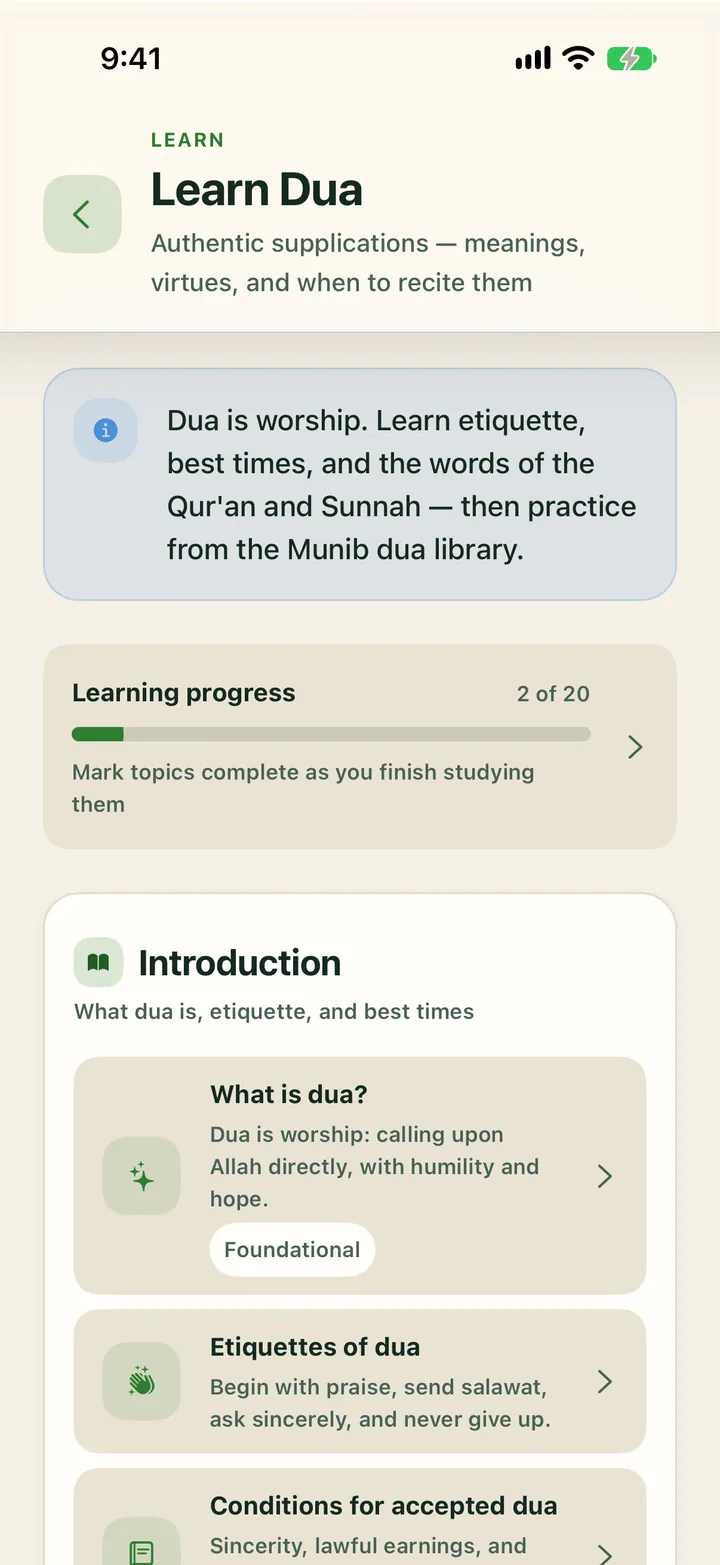 9:41
LEARN
Learn Dua
Authentic supplications — meanings,
virtues, and when to recite them
Dua is worship. Learn etiquette,
best times, and the words of the
Qur'an and Sunnah — then practice
from the Munib dua library.
Learning progress
2 of 20
Mark topics complete as you finish studying
them
Introduction
What dua is, etiquette, and best times
What is dua?
Dua is worship: calling upon
Allah directly, with humility and
hope.
Foundational
Etiquettes of dua
Begin with praise, send salawat,
ask sincerely, and never give up.
Conditions for accepted dua
Sincerity, lawful earnings, and